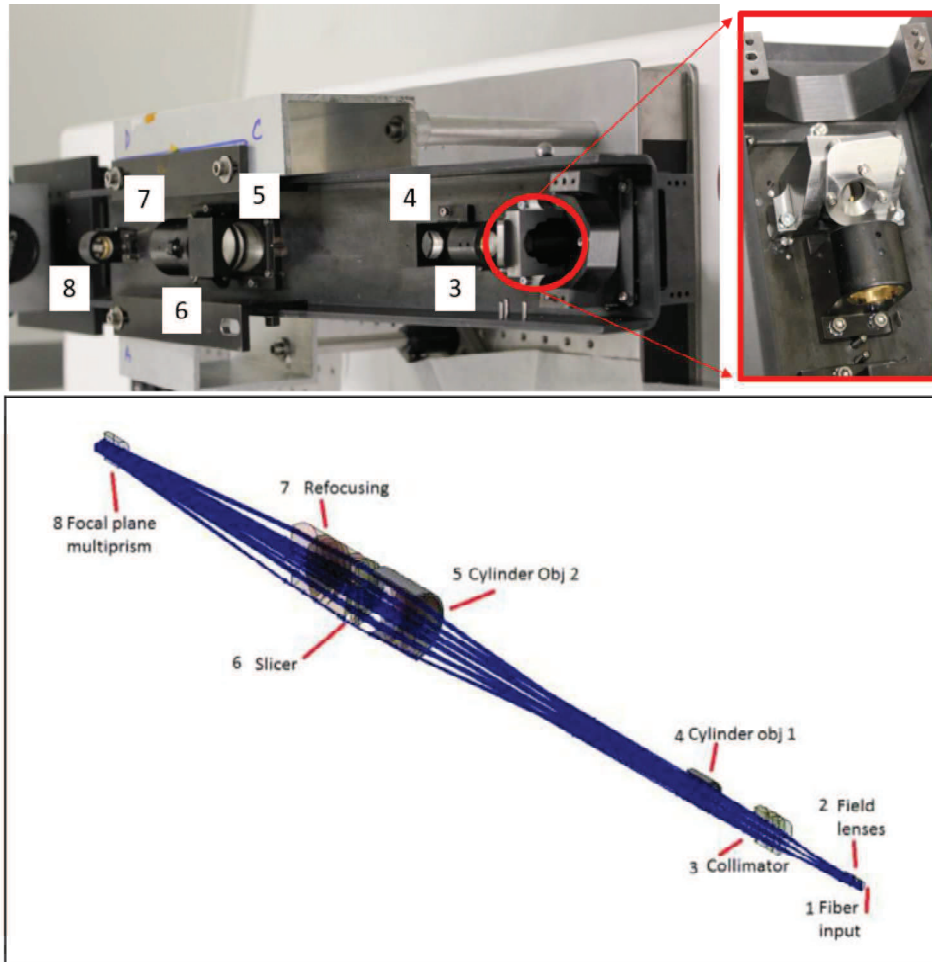 D
C
7
5
4
8
6
3
A
7 Refocusing
8 Focal plane
multiprism
5 Cylinder Obj 2
6 Slicer
4 Cylinder obj 1
2 Field
lenses
3 Collimator
1 Fiber
input